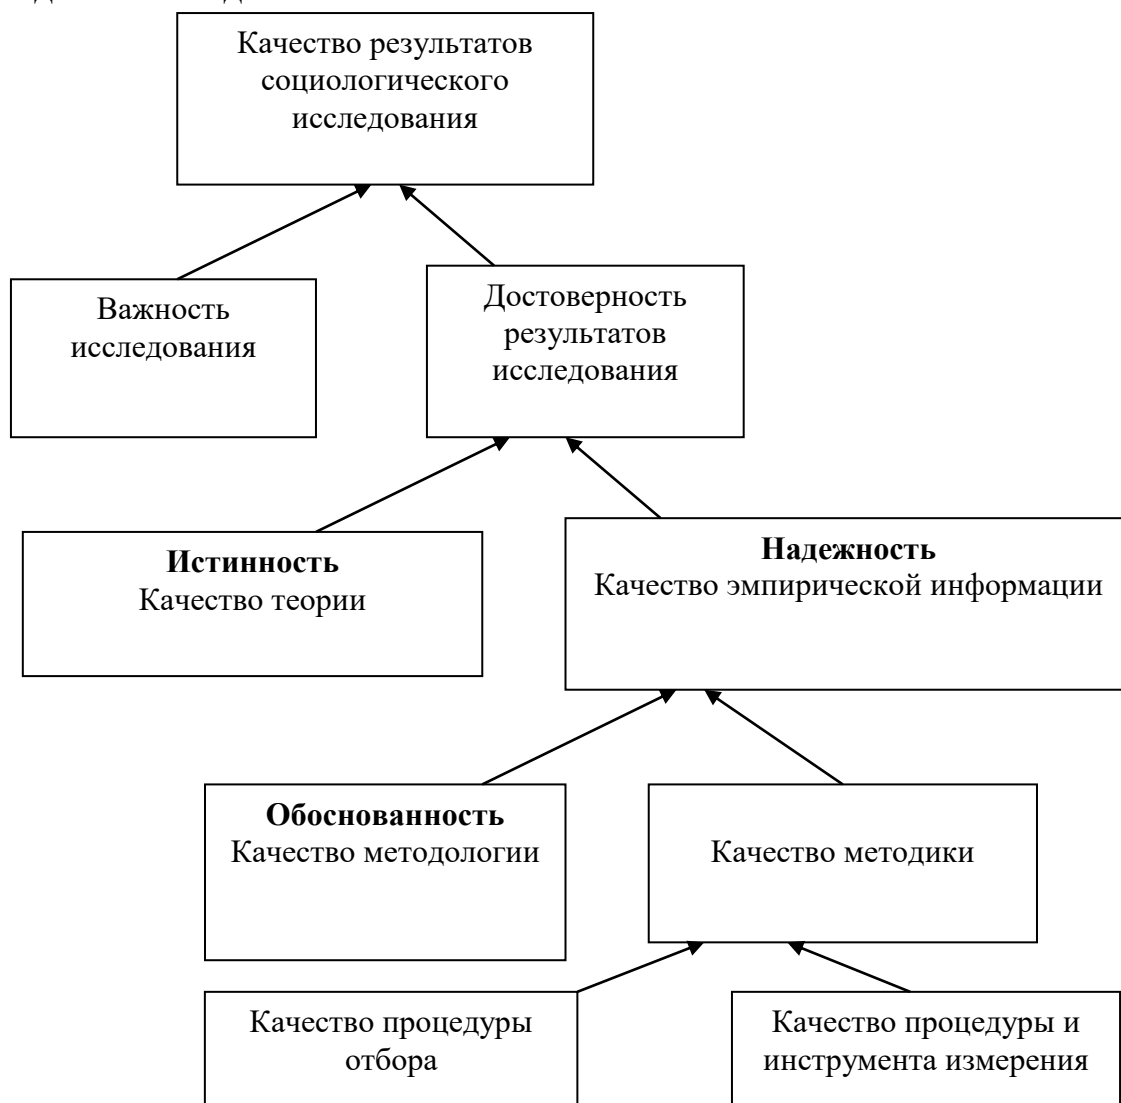 Качество результатов
социологического
исследования
Важность
исследования
Достоверность
результатов
исследования
Истинность
Качество теории
Надежность
Качество эмпирической информации
Обоснованность
Качество методологии
Качество методики
Качество процедуры
отбора
Качество процедуры и
инструмента измерения